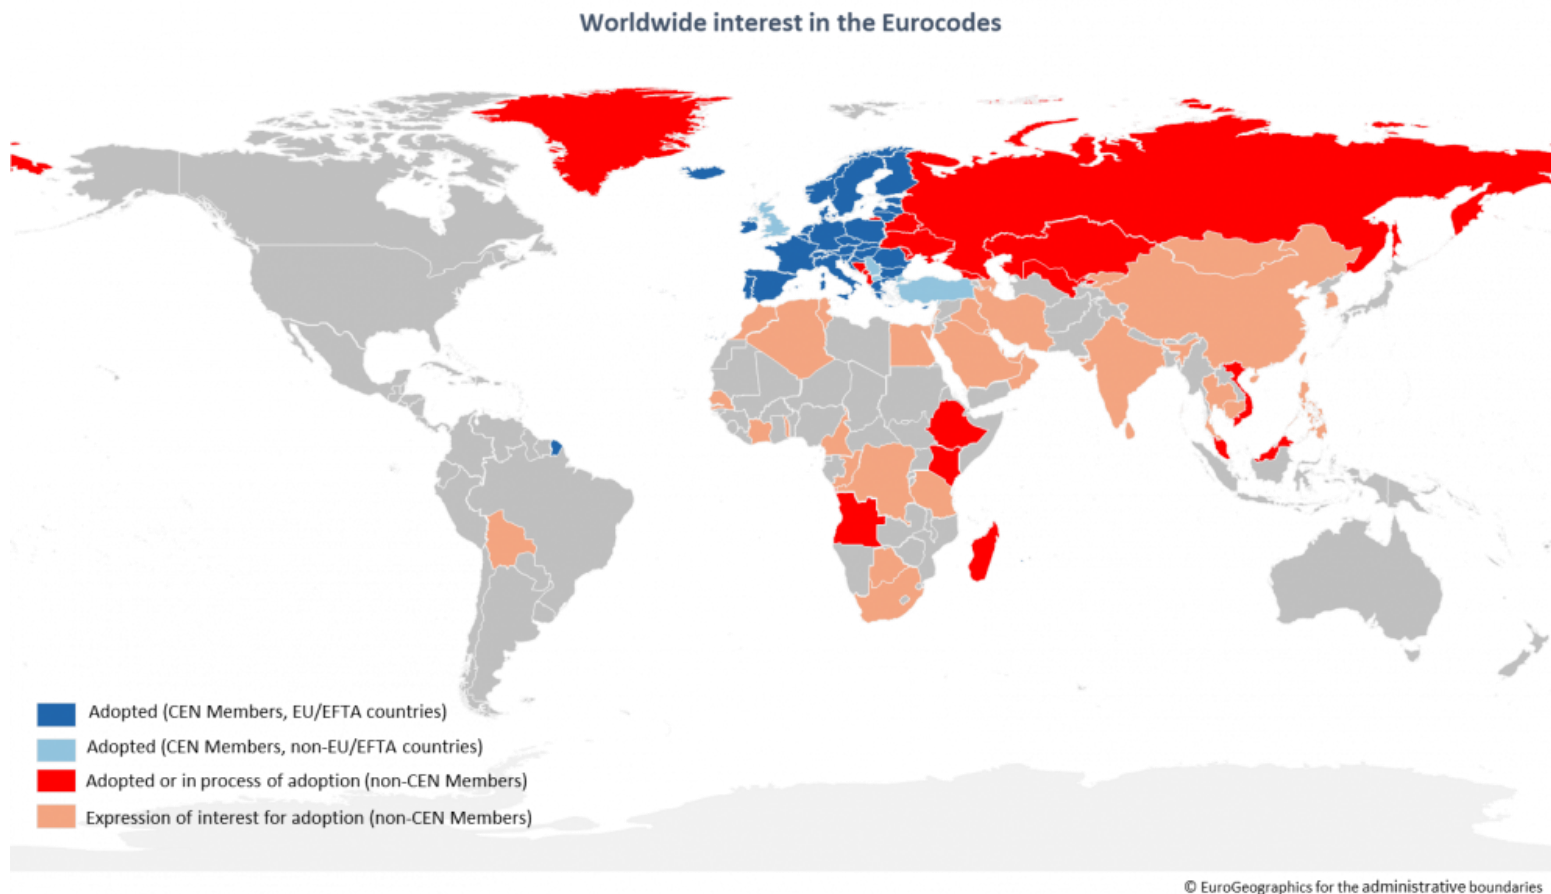 Worldwide interest in the Eurocodes
Adopted (CEN Members, EU/EFTA countries)
Adopted (CEN Members, non-EU/EFTA countries)
Adopted or in process of adoption (non-CEN Members)
Expression of interest for adoption (non-CEN Members)
© EuroGeographics for the administrative boundaries